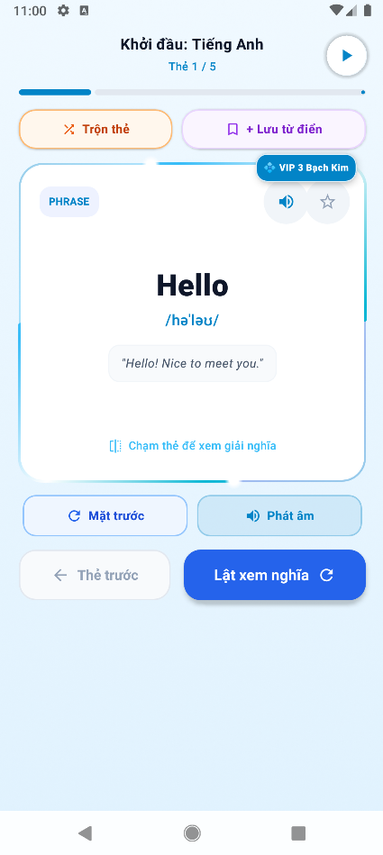 11:00
Khởi đầu: Tiếng Anh
Thẻ 1 / 5
Trộn thẻ
+ Lưu từ điển
VIP 3 Bạch Kim
PHRASE
Hello
/həˈləʊ/
"Hello! Nice to meet you."
Chạm thẻ để xem giải nghĩa
Mặt trước
Phát âm
Thẻ trước
Lật xem nghĩa